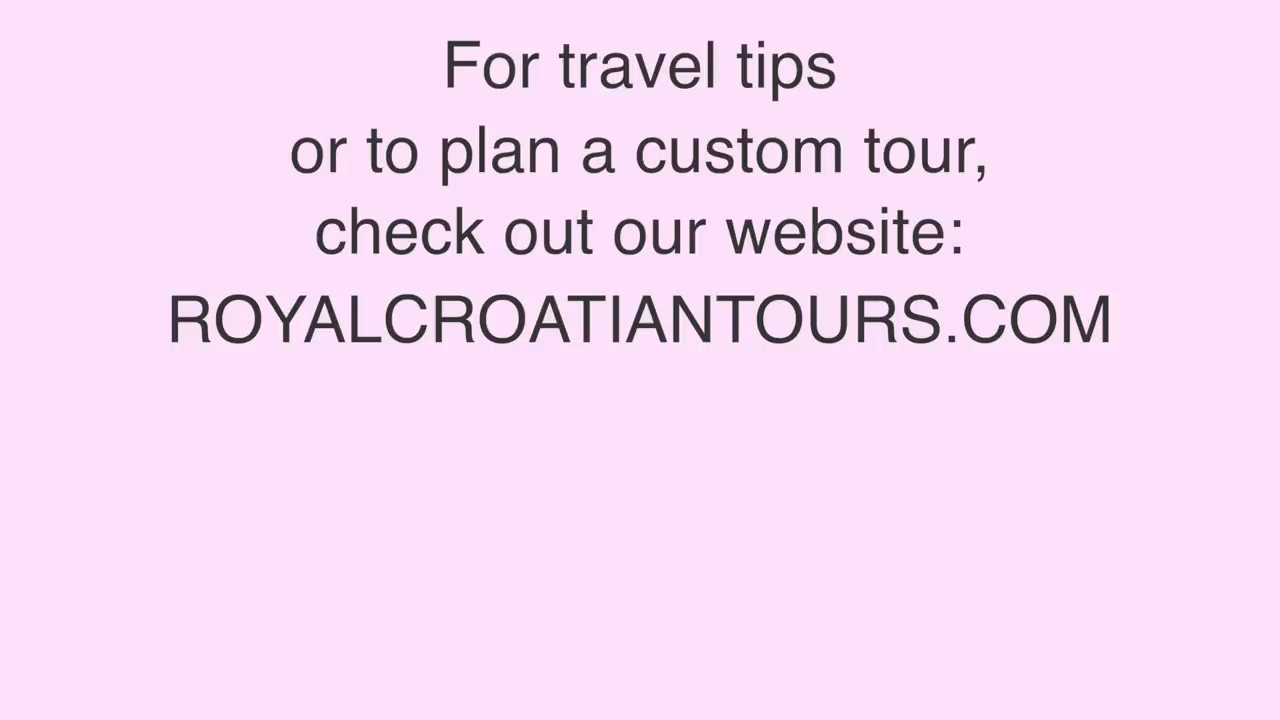 For travel tips
or to plan a custom tour,
check out our website:
ROYALCROATIANTOURS.COM